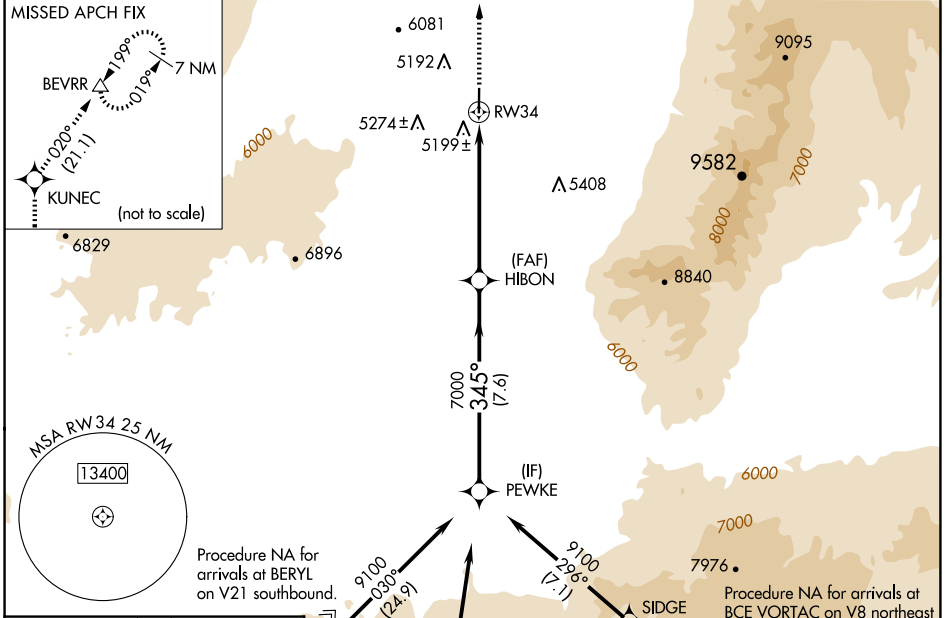 MISSED APCH FIX
BEVRR
199°
019°
7 NM
020°
(21.1)
KUNEC
(not to scale)
6081
5192
5274±
5199±
RW34
5408
9095
9582
7000
8000
8840
6000
6000
6829
6896
(FAF)
HIBON
7000
345°
(7.6)
(IF)
PEWKE
MSA RW34 25 NM
13400
Procedure NA for
arrivals at BERYL
on V21 southbound.
9100
030°
(24.9)
9100
296°
(7.1)
SIDGE
6000
7000
7976
Procedure NA for arrivals at
BCE VORTAC on V8 northeast